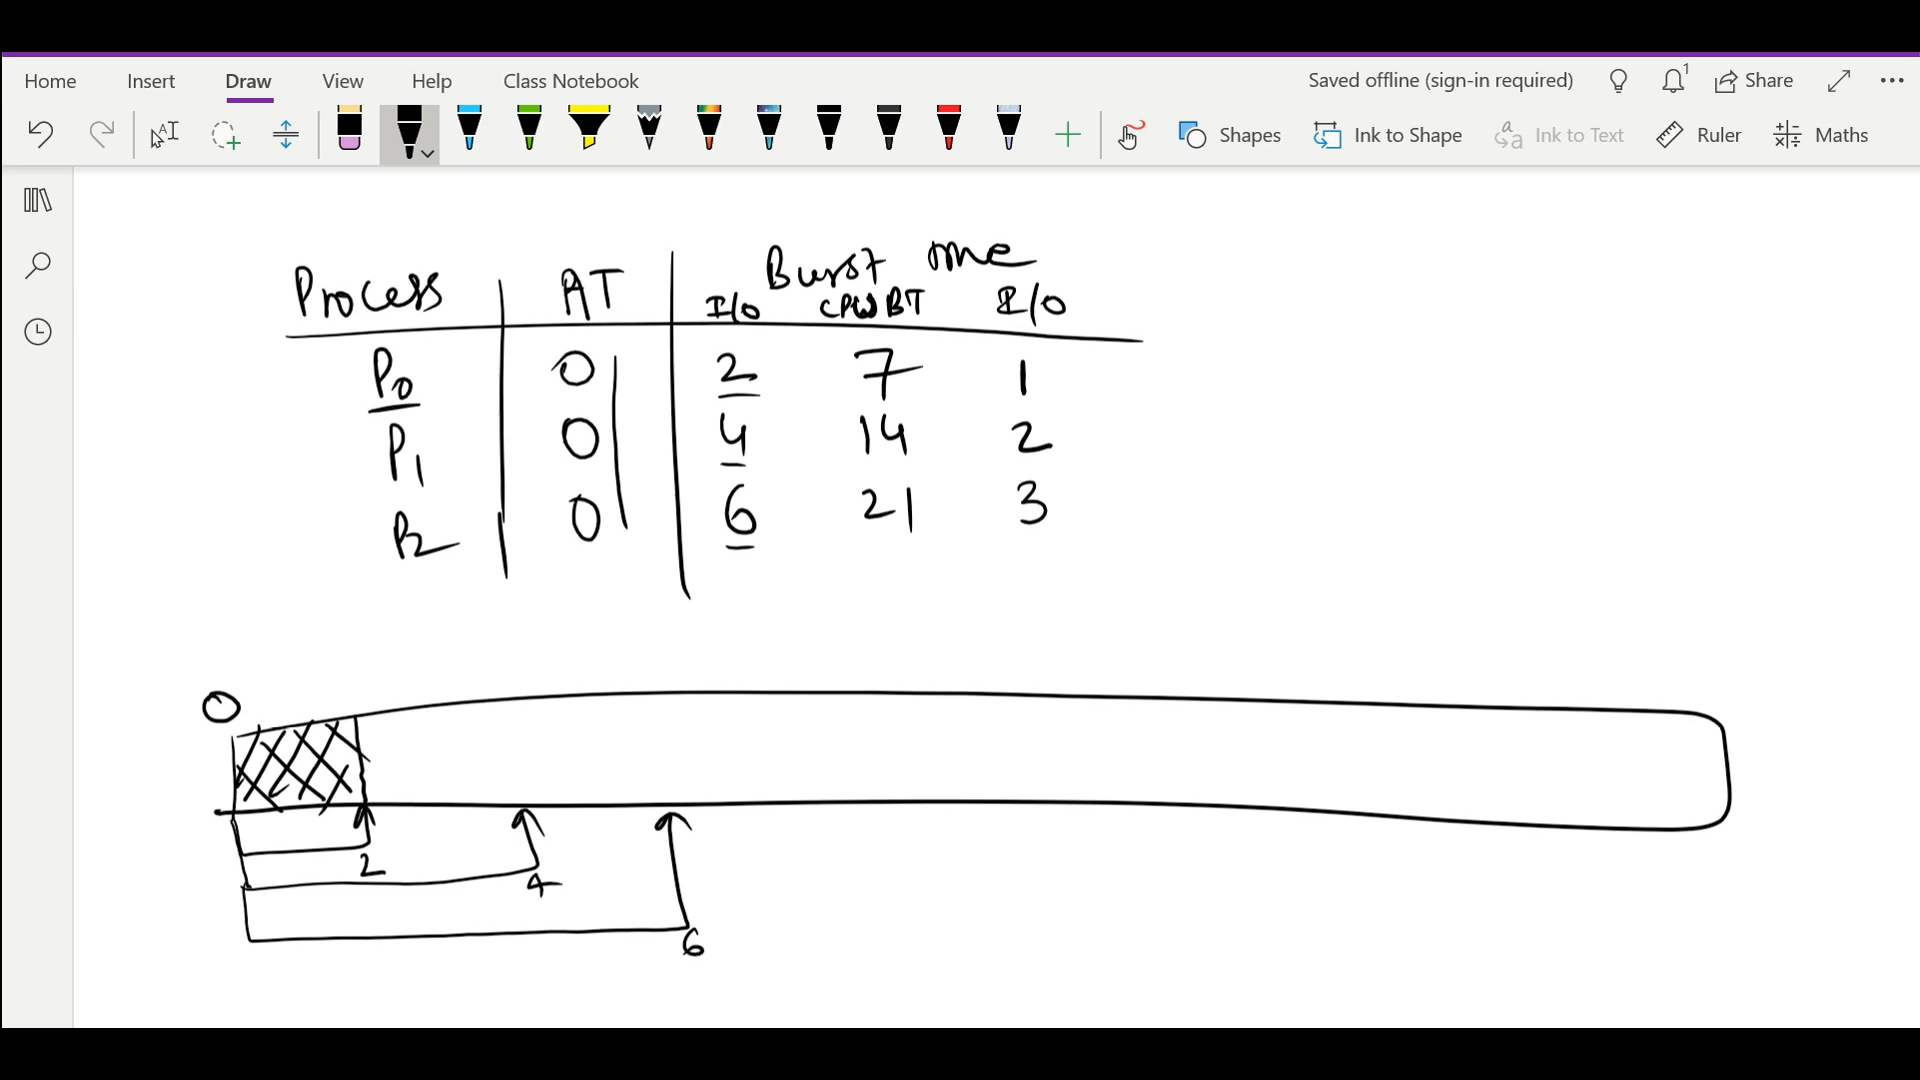 Home Insert Draw View Help Class Notebook Saved offline (sign-in required) 1 Share
Shapes Ink to Shape Ink to Text Ruler Maths
Process AT Burst time
I/O CPU BT I/O
P0 0 2 7 1
P1 0 4 14 2
P2 0 6 21 3
0
2
4
6